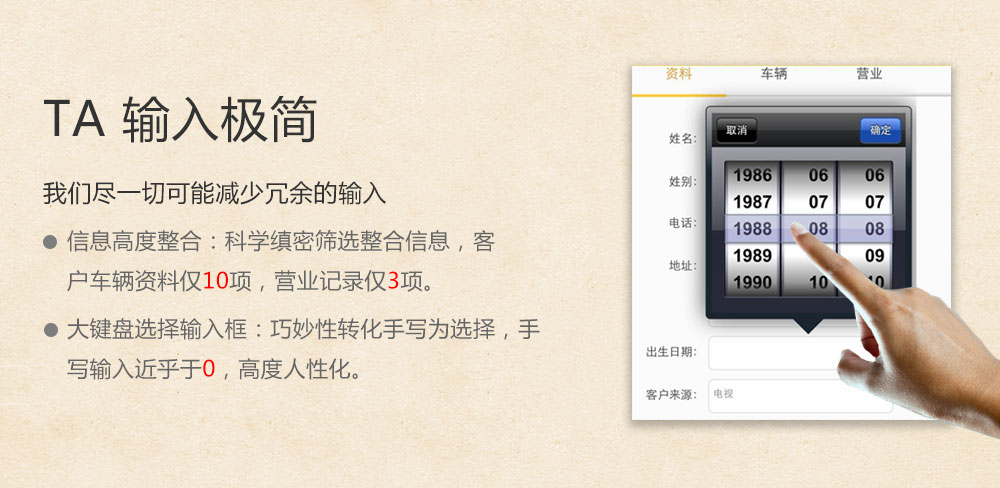 TA 输入极简
我们尽一切可能减少冗余的输入
● 信息高度整合：科学缜密筛选整合信息，客
户车辆资料仅10项，营业记录仅3项。
● 大键盘选择输入框：巧妙性转化手写为选择，手
写输入近乎于0，高度人性化。
资料 车辆 营业
取消 确定
姓名：
1986 06 06
姓别：
1987 07 07
电话：
1988 08 08
1989 09
地址：
1990 10 10
出生日期：
客户来源： 电视